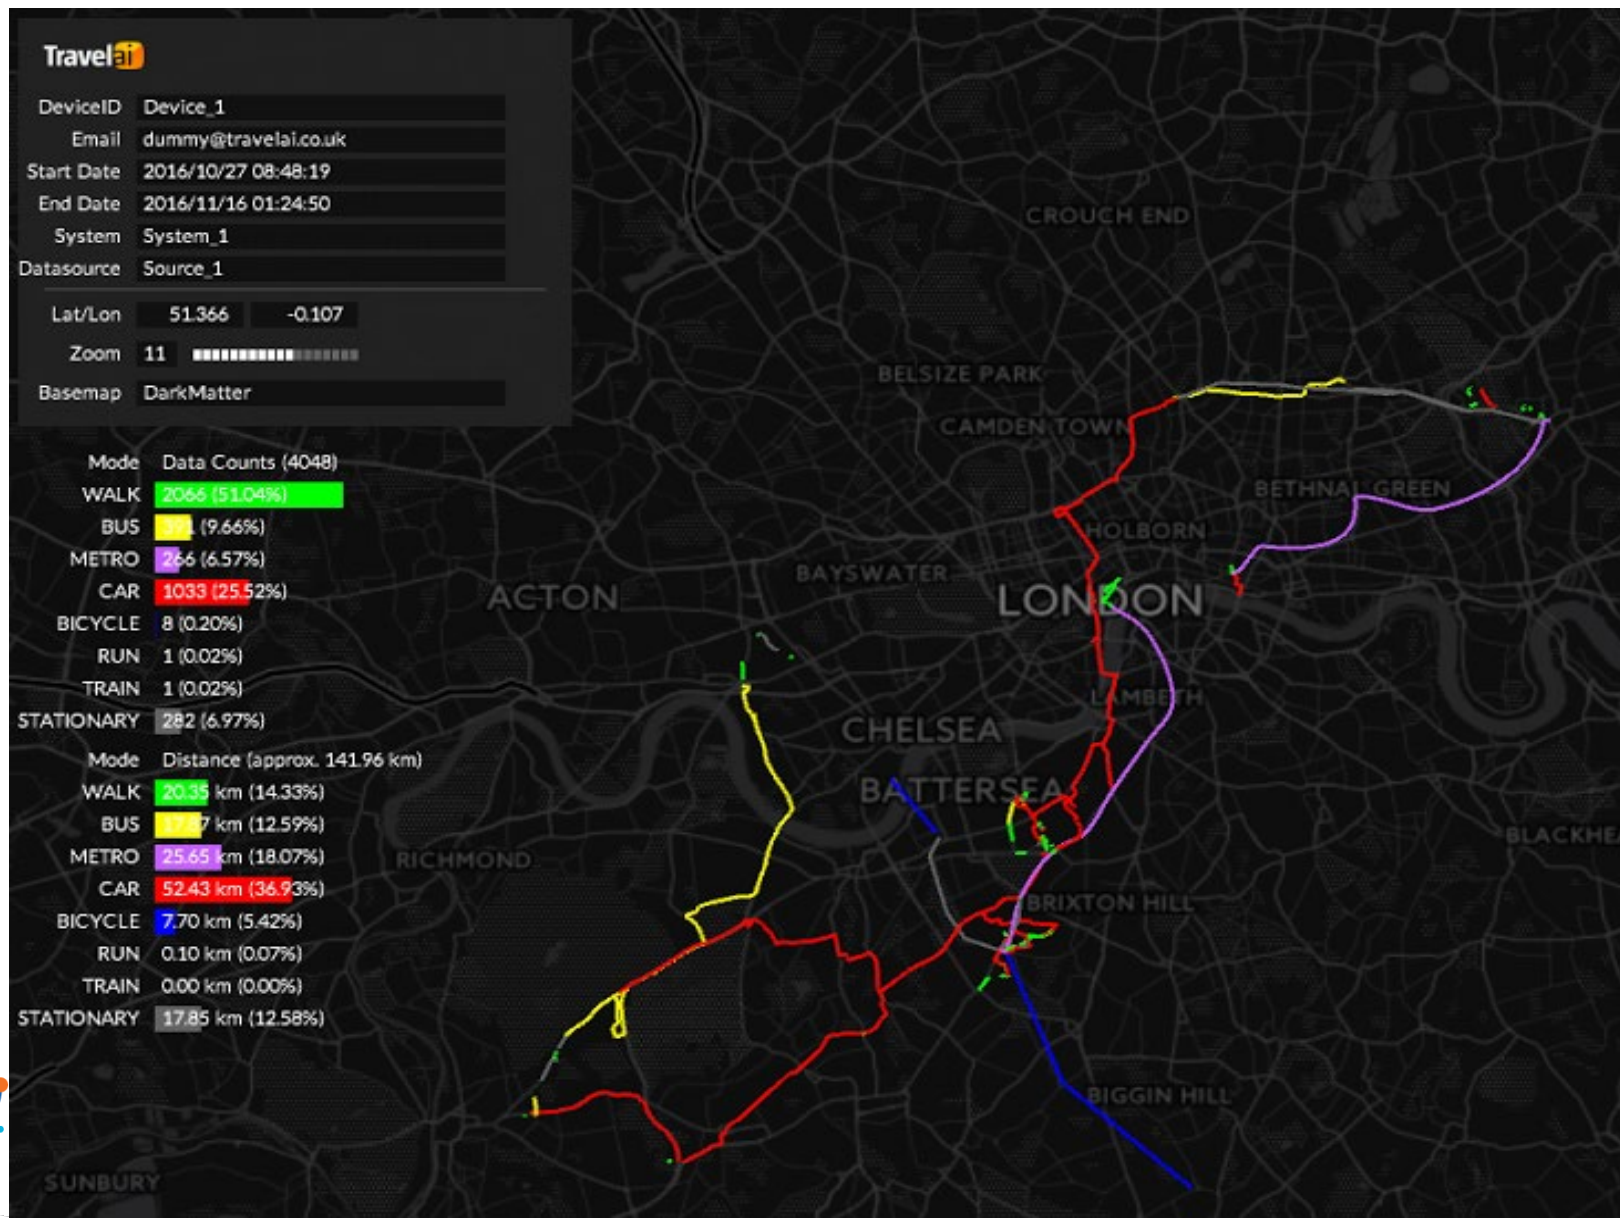 Travelai
DeviceID Device_1
Email dummy@travelai.co.uk
Start Date 2016/10/27 08:48:19
End Date 2016/11/16 01:24:50
System System_1
Datasource Source_1
Lat/Lon 51.366 -0.107
Zoom 11
Basemap DarkMatter
Mode Data Counts (4048)
WALK 2066 (51.04%)
BUS 391 (9.66%)
METRO 266 (6.57%)
CAR 1033 (25.52%)
BICYCLE 8 (0.20%)
RUN 1 (0.02%)
TRAIN 1 (0.02%)
STATIONARY 282 (6.97%)
Mode Distance (approx. 141.96 km)
WALK 20.35 km (14.33%)
BUS 17.87 km (12.59%)
METRO 25.65 km (18.07%)
CAR 52.43 km (36.93%)
BICYCLE 7.70 km (5.42%)
RUN 0.10 km (0.07%)
TRAIN 0.00 km (0.00%)
STATIONARY 17.85 km (12.58%)
CROUCH END
BELSIZE PARK
CAMDEN TOWN
BETHNAL GREEN
HOLBORN
BAYSWATER
ACTON
LONDON
LAMBETH
CHELSEA
BATTERSEA
BLACKHEA
RICHMOND
BRIXTON HILL
BIGGIN HILL
SUNBURY